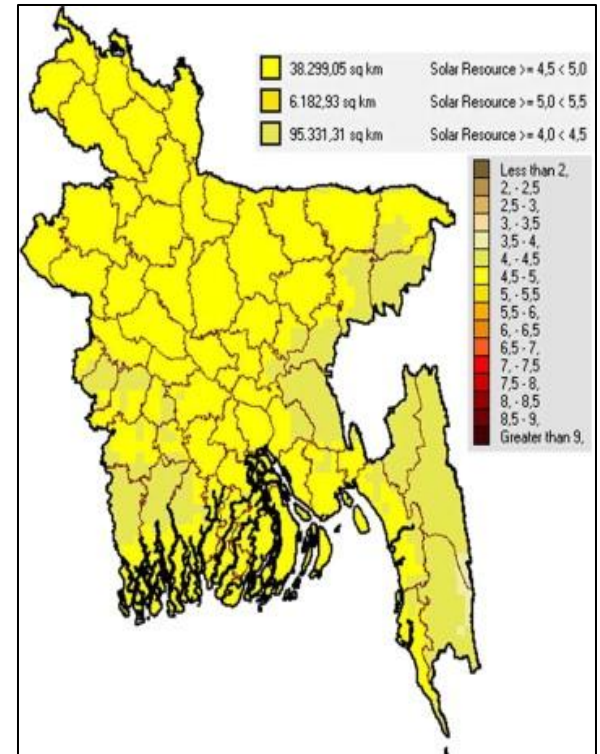 38.299,05 sq km Solar Resource >= 4,5 < 5,0
6.182,93 sq km Solar Resource >= 5,0 < 5,5
95.331,31 sq km Solar Resource >= 4,0 < 4,5
Less than 2,
2, - 2,5
2,5 - 3,
3, - 3,5
3,5 - 4,
4, - 4,5
4,5 - 5,
5, - 5,5
5,5 - 6,
6, - 6,5
6,5 - 7,
7, - 7,5
7,5 - 8,
8, - 8,5
8,5 - 9,
Greater than 9,